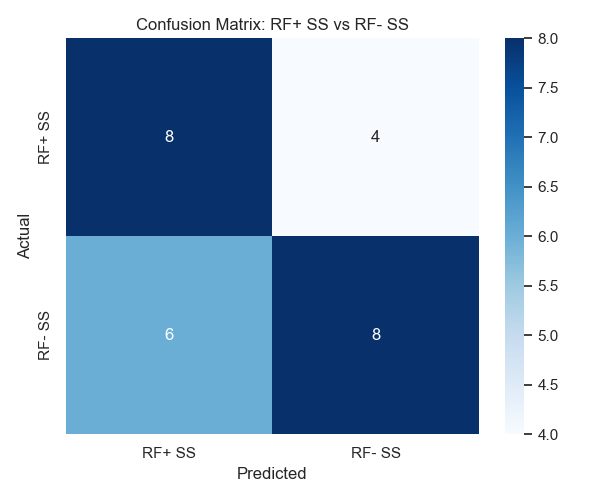 Confusion Matrix: RF+ SS vs RF- SS
Actual
RF+ SS
8
4
RF- SS
6
8
RF+ SS
RF- SS
Predicted
8.0
7.5
7.0
6.5
6.0
5.5
5.0
4.5
4.0